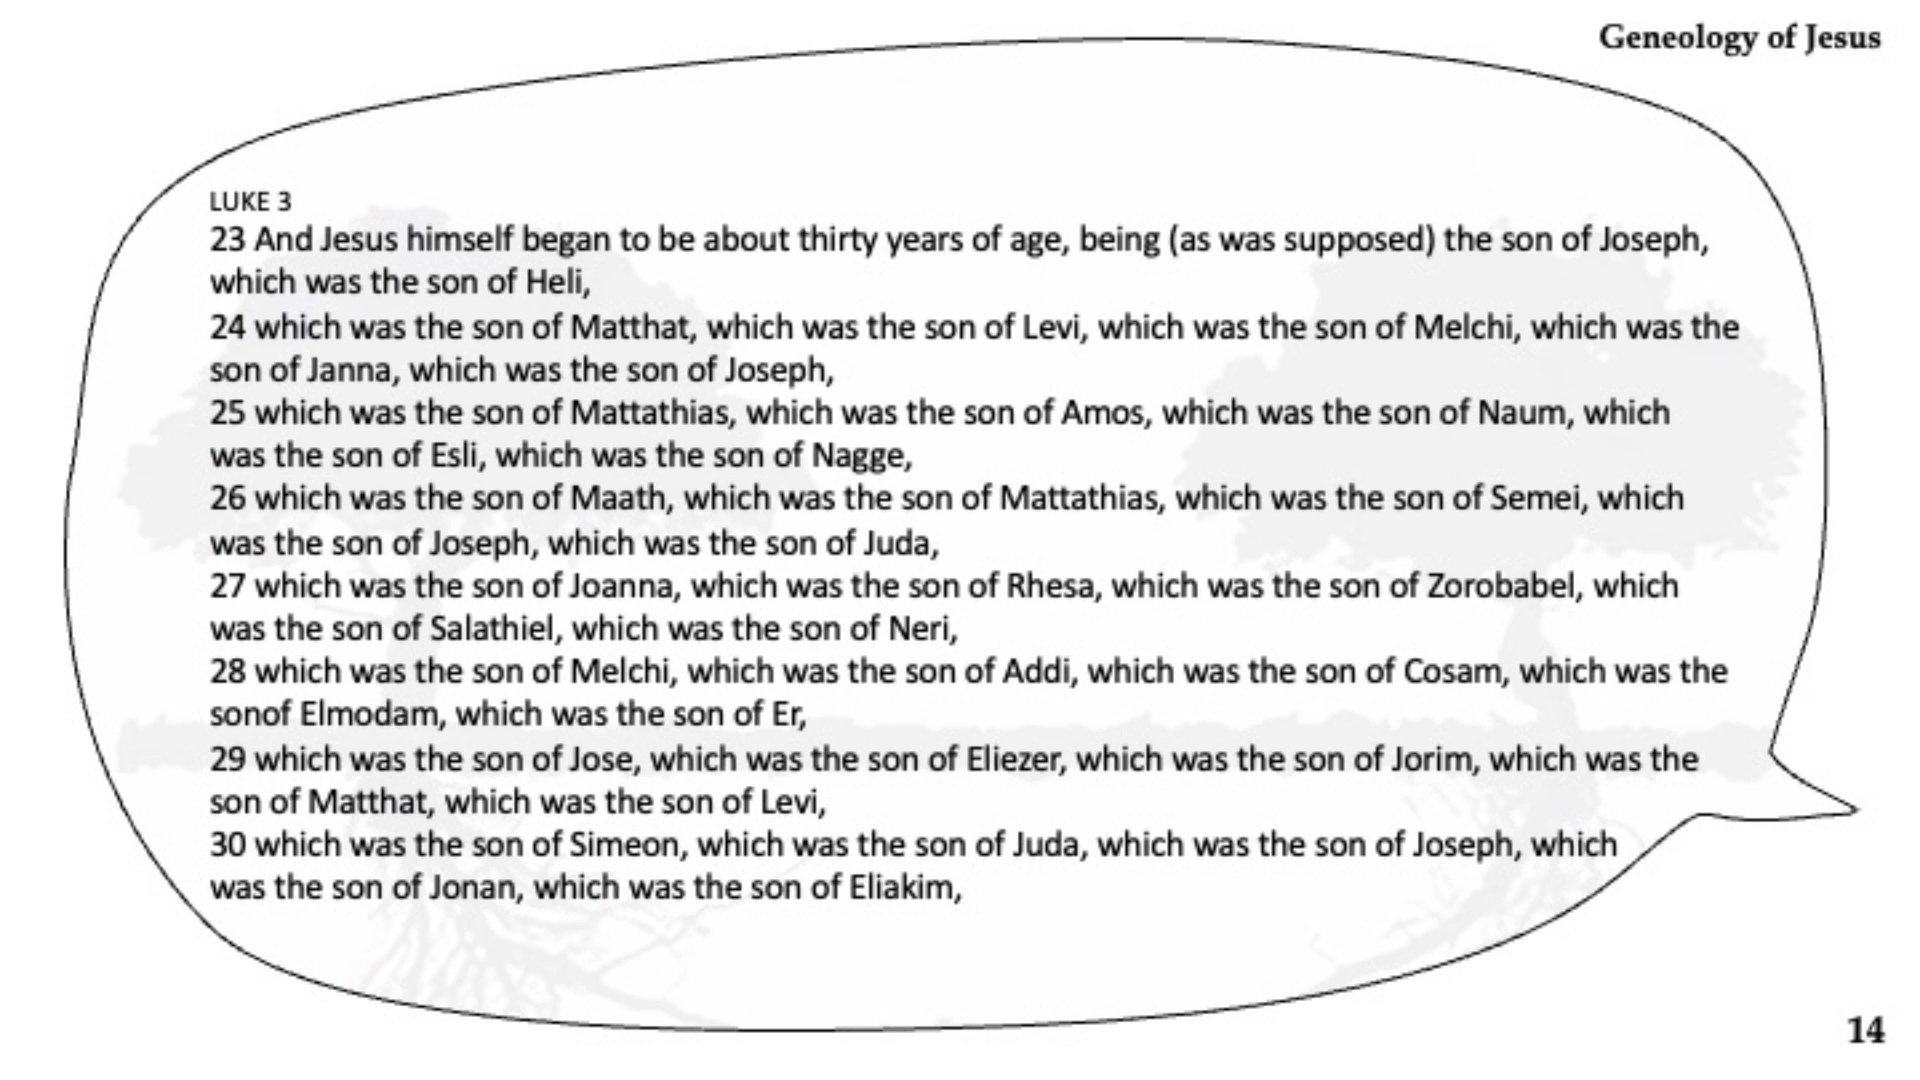 Geneology of Jesus
LUKE 3
23 And Jesus himself began to be about thirty years of age, being (as was supposed) the son of Joseph,
which was the son of Heli,
24 which was the son of Matthat, which was the son of Levi, which was the son of Melchi, which was the
son of Janna, which was the son of Joseph,
25 which was the son of Mattathias, which was the son of Amos, which was the son of Naum, which
was the son of Esli, which was the son of Nagge,
26 which was the son of Maath, which was the son of Mattathias, which was the son of Semei, which
was the son of Joseph, which was the son of Juda,
27 which was the son of Joanna, which was the son of Rhesa, which was the son of Zorobabel, which
was the son of Salathiel, which was the son of Neri,
28 which was the son of Melchi, which was the son of Addi, which was the son of Cosam, which was the
sonof Elmodam, which was the son of Er,
29 which was the son of Jose, which was the son of Eliezer, which was the son of Jorim, which was the
son of Matthat, which was the son of Levi,
30 which was the son of Simeon, which was the son of Juda, which was the son of Joseph, which
was the son of Jonan, which was the son of Eliakim,
14